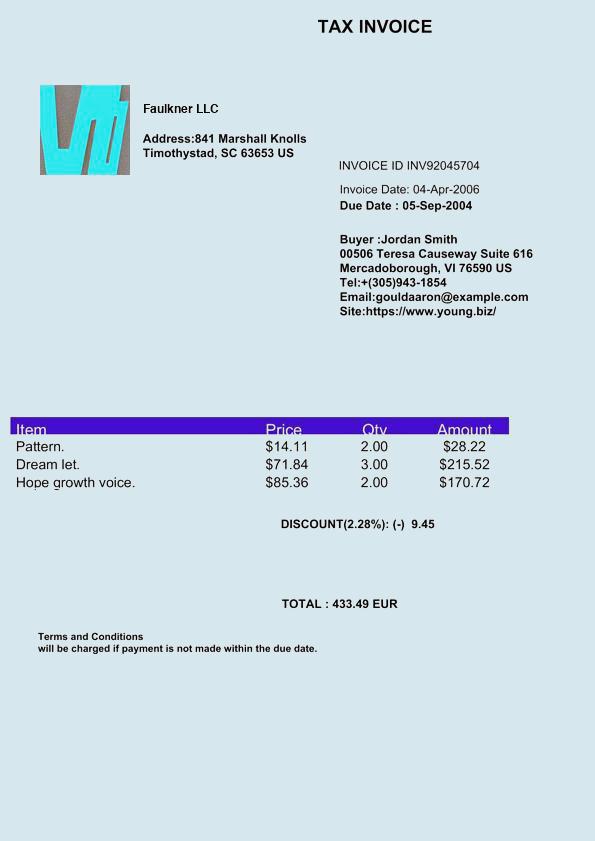 TAX INVOICE
Faulkner LLC
Address:841 Marshall Knolls
Timothystad, SC 63653 US
INVOICE ID INV92045704
Invoice Date: 04-Apr-2006
Due Date : 05-Sep-2004
Buyer :Jordan Smith
00506 Teresa Causeway Suite 616
Mercadoborough, VI 76590 US
Tel:+(305)943-1854
Email:gouldaaron@example.com
Site:https://www.young.biz/
Item Price Qty Amount
Pattern. $14.11 2.00 $28.22
Dream let. $71.84 3.00 $215.52
Hope growth voice. $85.36 2.00 $170.72
DISCOUNT(2.28%): (-) 9.45
TOTAL : 433.49 EUR
Terms and Conditions
will be charged if payment is not made within the due date.